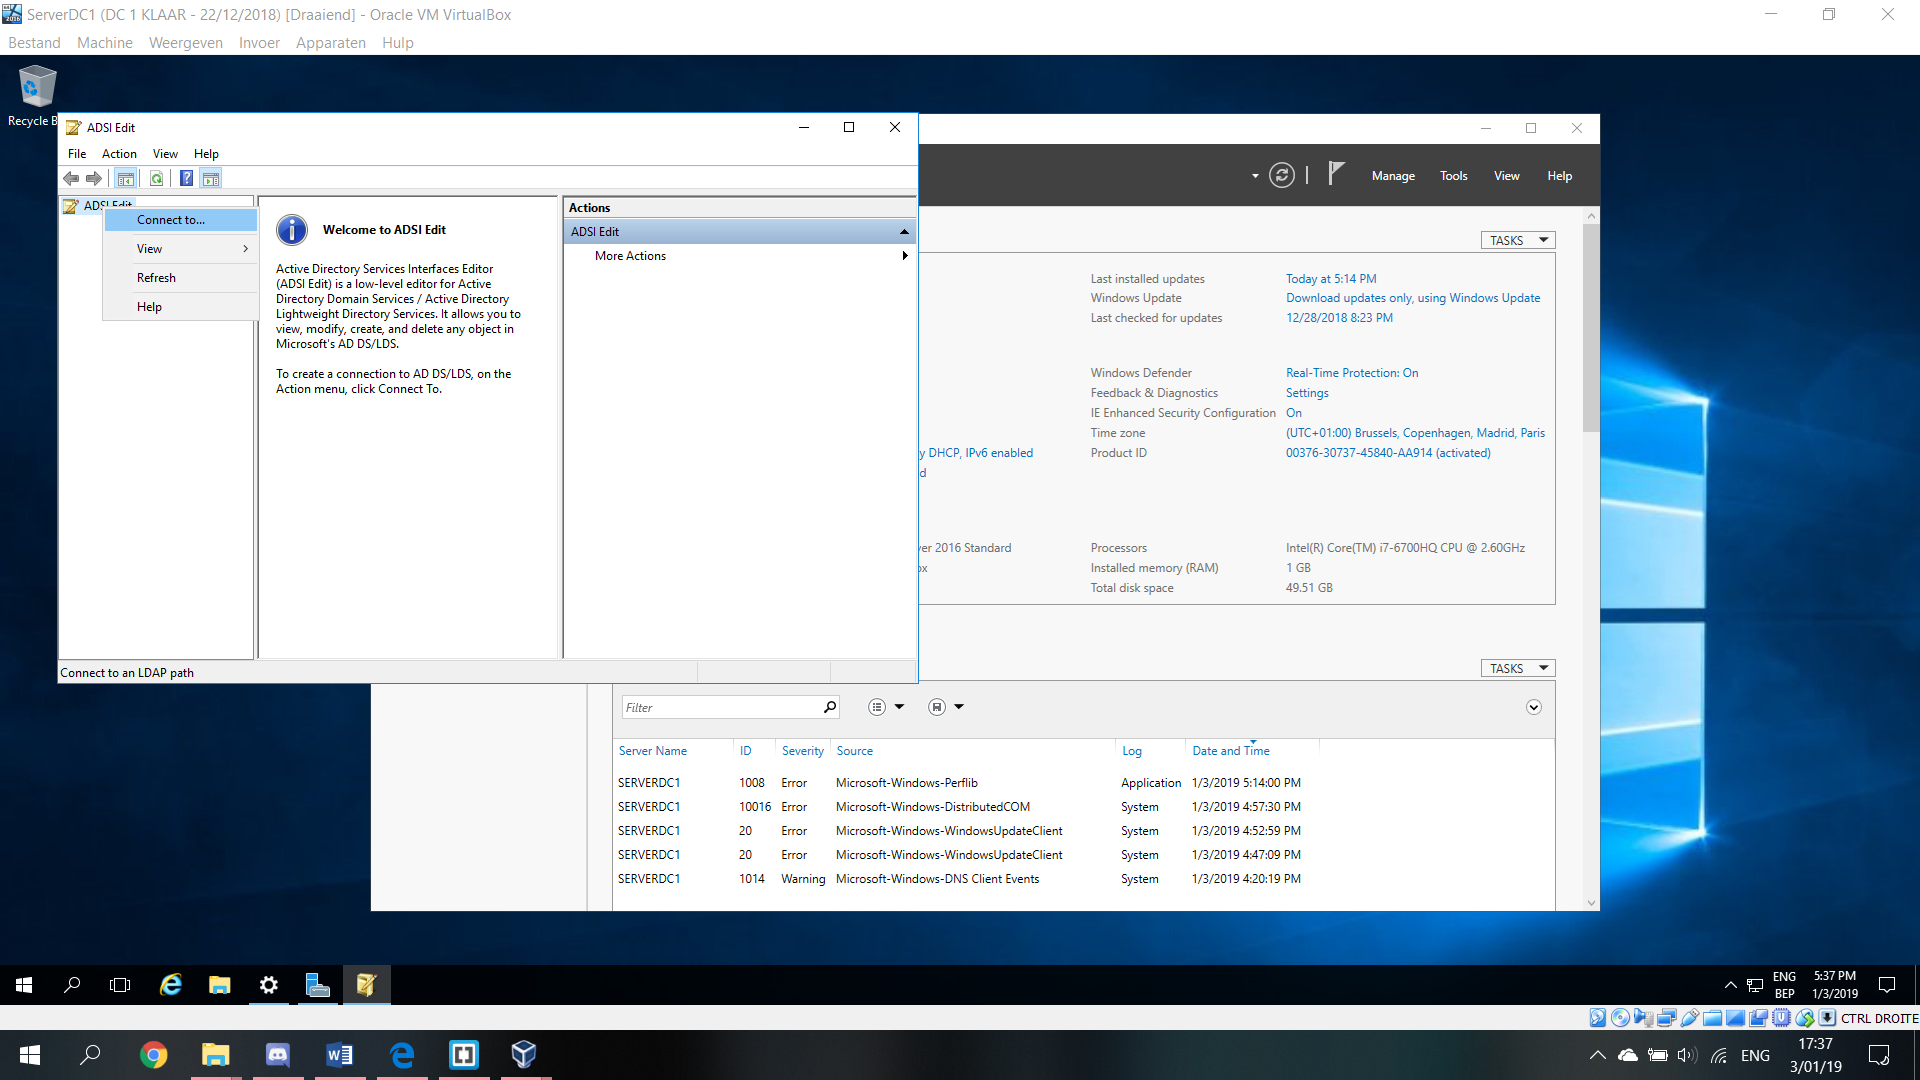 ServerDC1 (DC 1 KLAAR - 22/12/2018) [Draaiend] - Oracle VM VirtualBox
Bestand Machine Weergeven Invoer Apparaten Hulp
Recycle B
ADSI Edit
File Action View Help
ADSI Edit
Connect to...
View
Refresh
Help
Welcome to ADSI Edit
Active Directory Services Interfaces Editor
(ADSI Edit) is a low-level editor for Active
Directory Domain Services / Active Directory
Lightweight Directory Services. It allows you to
view, modify, create, and delete any object in
Microsoft's AD DS/LDS.
To create a connection to AD DS/LDS, on the
Action menu, click Connect To.
Actions
ADSI Edit
More Actions
Connect to an LDAP path
Manage Tools View Help
TASKS
Last installed updates Today at 5:14 PM
Windows Update Download updates only, using Windows Update
Last checked for updates 12/28/2018 8:23 PM
Windows Defender Real-Time Protection: On
Feedback & Diagnostics Settings
IE Enhanced Security Configuration On
Time zone (UTC+01:00) Brussels, Copenhagen, Madrid, Paris
y DHCP, IPv6 enabled Product ID 00376-30737-45840-AA914 (activated)
d
ver 2016 Standard Processors Intel(R) Core(TM) i7-6700HQ CPU @ 2.60GHz
ox Installed memory (RAM) 1 GB
Total disk space 49.51 GB
TASKS
Filter
Server Name ID Severity Source Log Date and Time
SERVERDC1 1008 Error Microsoft-Windows-Perflib Application 1/3/2019 5:14:00 PM
SERVERDC1 10016 Error Microsoft-Windows-DistributedCOM System 1/3/2019 4:57:30 PM
SERVERDC1 20 Error Microsoft-Windows-WindowsUpdateClient System 1/3/2019 4:52:59 PM
SERVERDC1 20 Error Microsoft-Windows-WindowsUpdateClient System 1/3/2019 4:47:09 PM
SERVERDC1 1014 Warning Microsoft-Windows-DNS Client Events System 1/3/2019 4:20:19 PM
ENG 5:37 PM
BEP 1/3/2019
CTRL DROITE
ENG 17:37
3/01/19